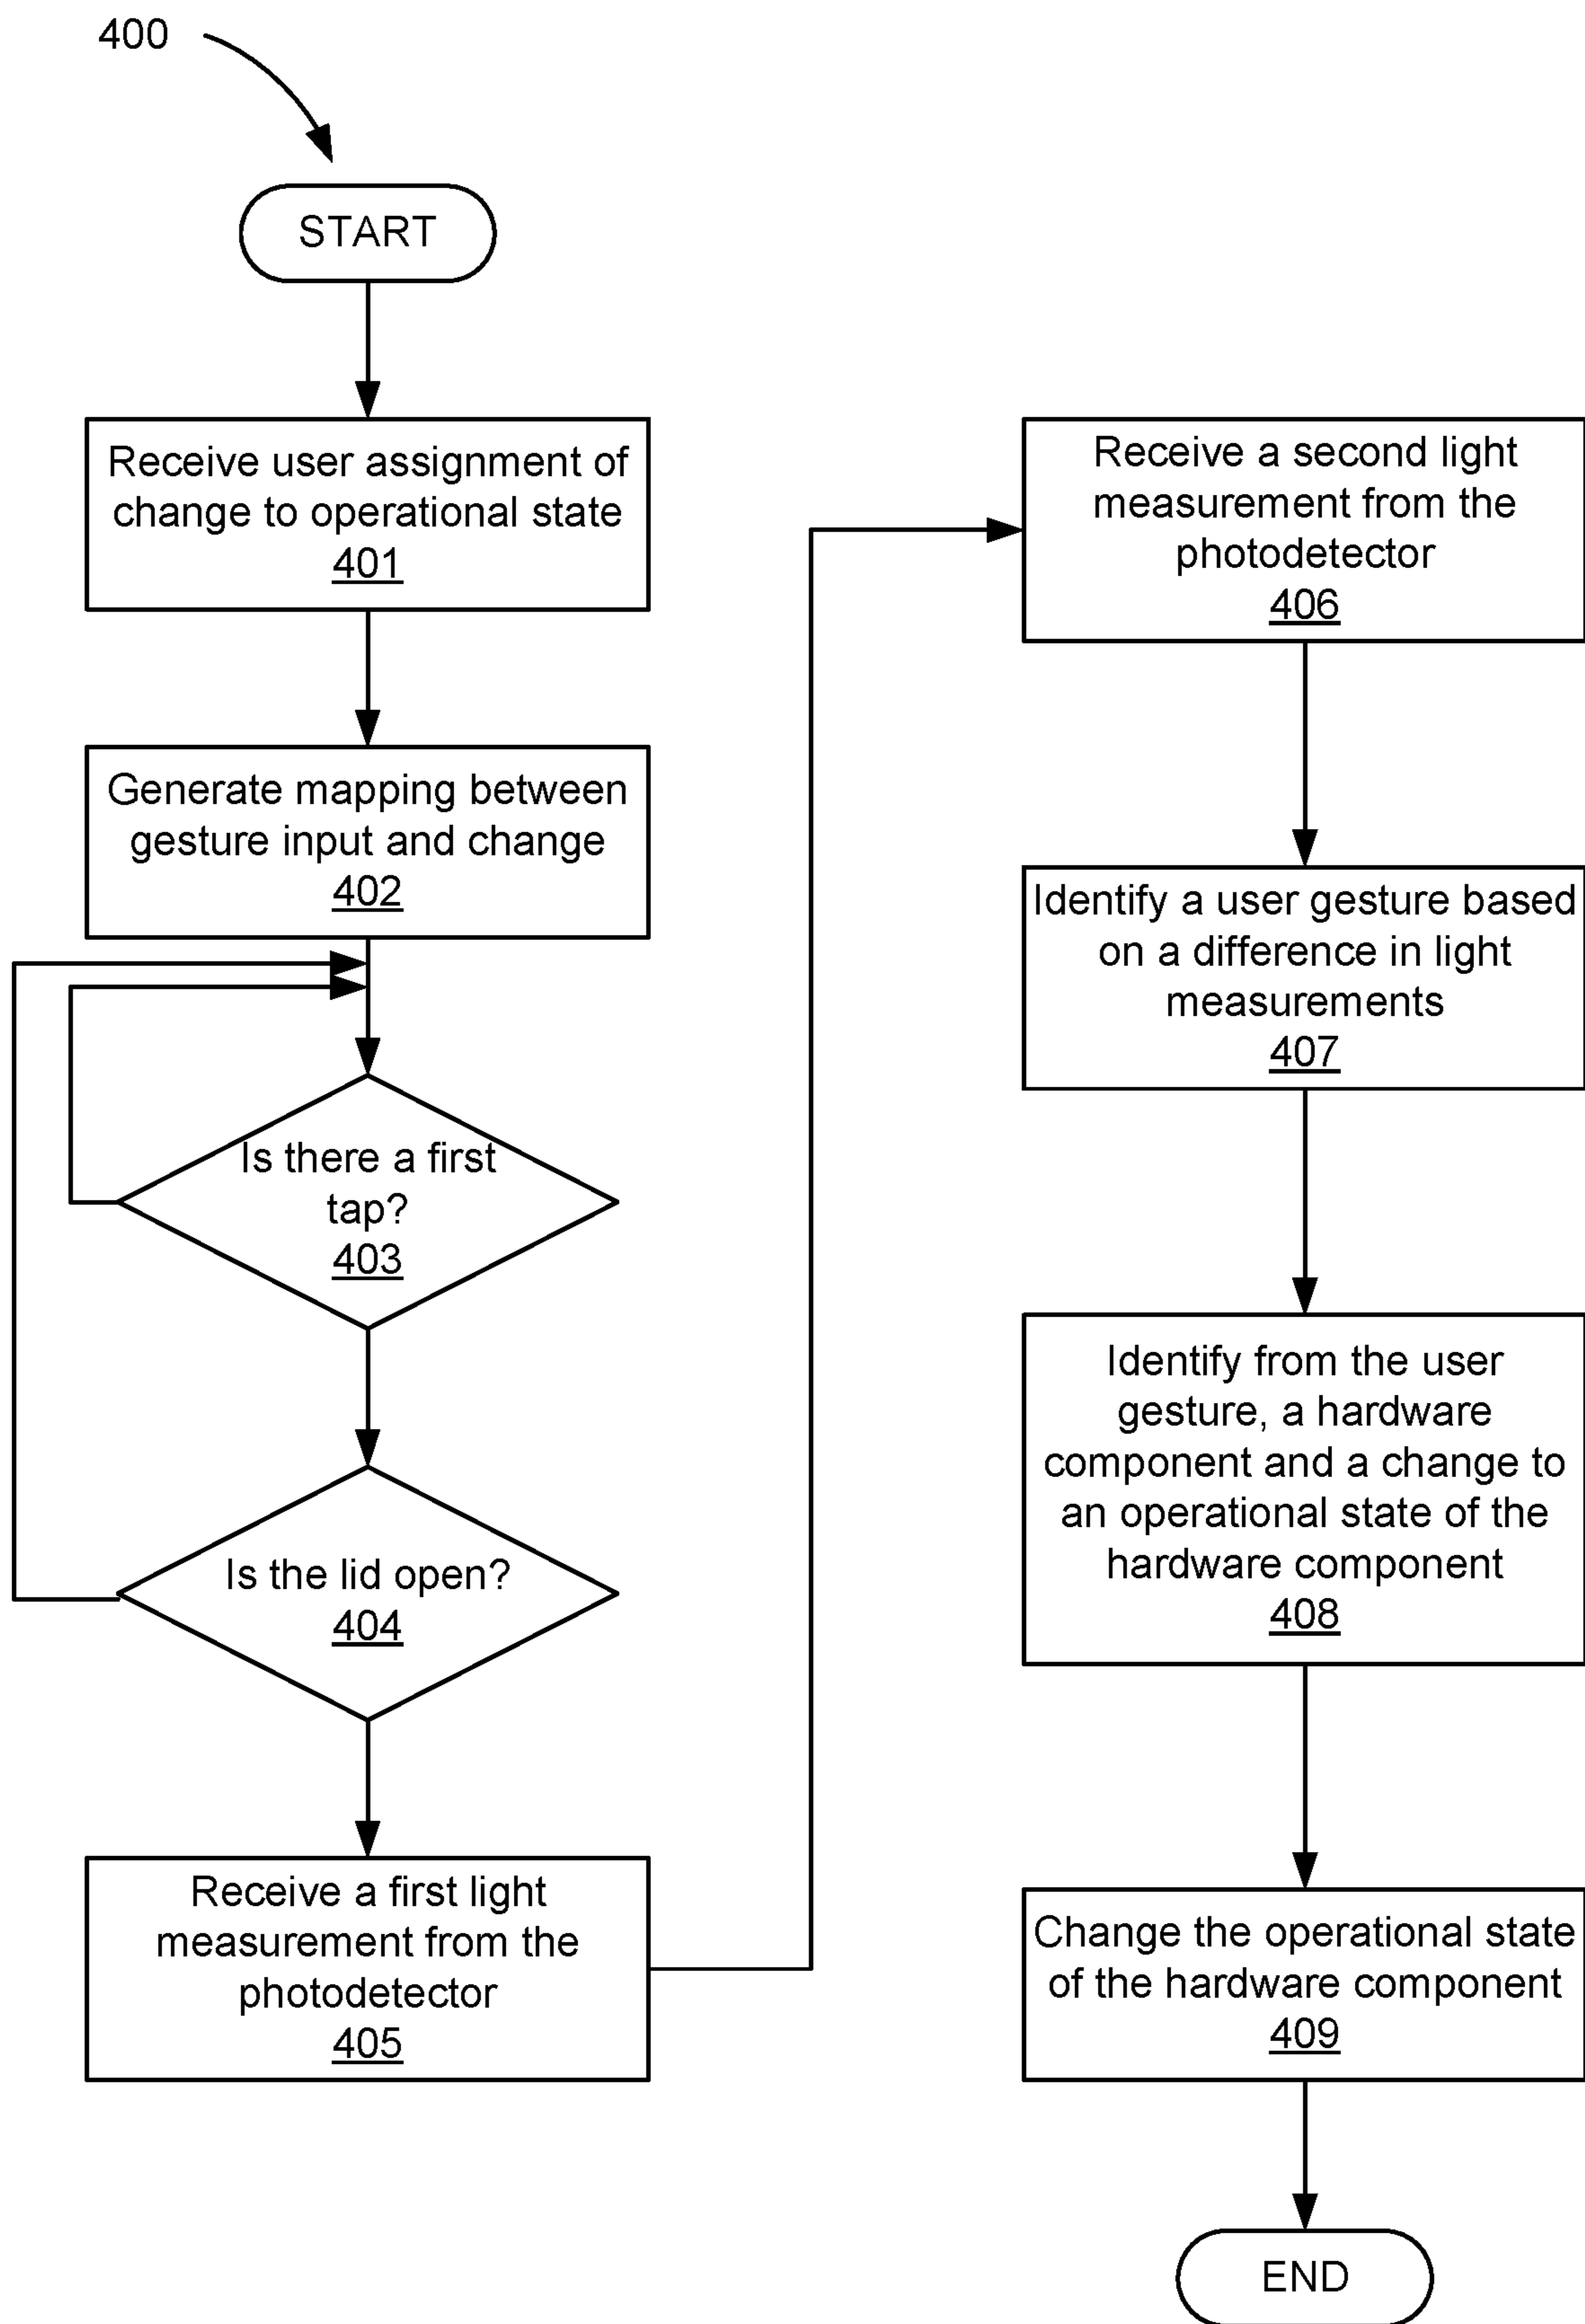 400
START
Receive user assignment of
change to operational state
401
Generate mapping between
gesture input and change
402
Is there a first
tap?
403
Is the lid open?
404
Receive a first light
measurement from the
photodetector
405
Receive a second light
measurement from the
photodetector
406
Identify a user gesture based
on a difference in light
measurements
407
Identify from the user
gesture, a hardware
component and a change to
an operational state of the
hardware component
408
Change the operational state
of the hardware component
409
END